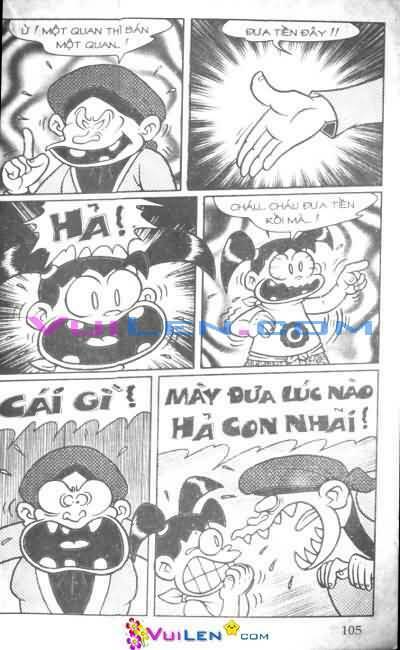 Ừ! MỘT QUAN THÌ BÁN
MỘT QUAN..!
ĐƯA TIỀN ĐÂY!!
HẢ!
CHÁU.. CHÁU ĐƯA TIỀN
RỒI MÀ..!
VUILEN.COM
CÁI GÌ!
MÀY ĐƯA LÚC NÀO
HẢ CON NHÃI!
105
VUILEN.COM